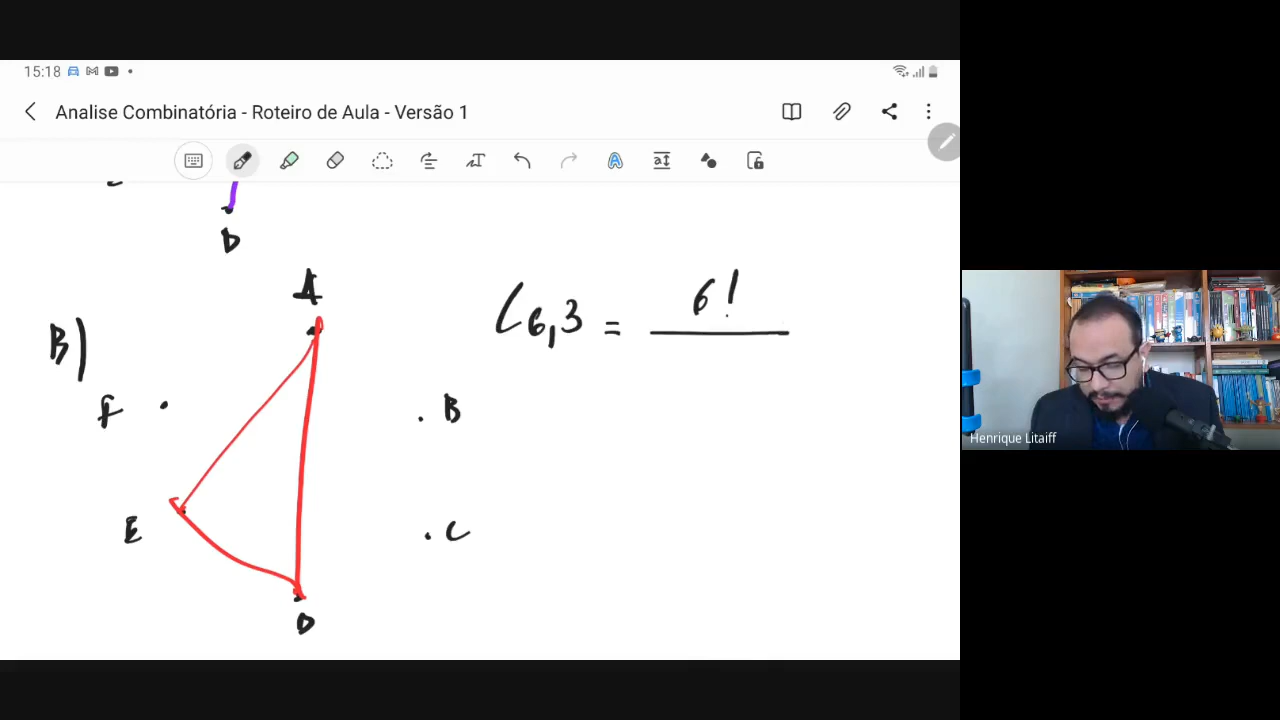 15:18
Analise Combinatória - Roteiro de Aula - Versão 1
D
A
C6,3 = 6!
B)
F
B
E
C
D
Henrique Litaiff